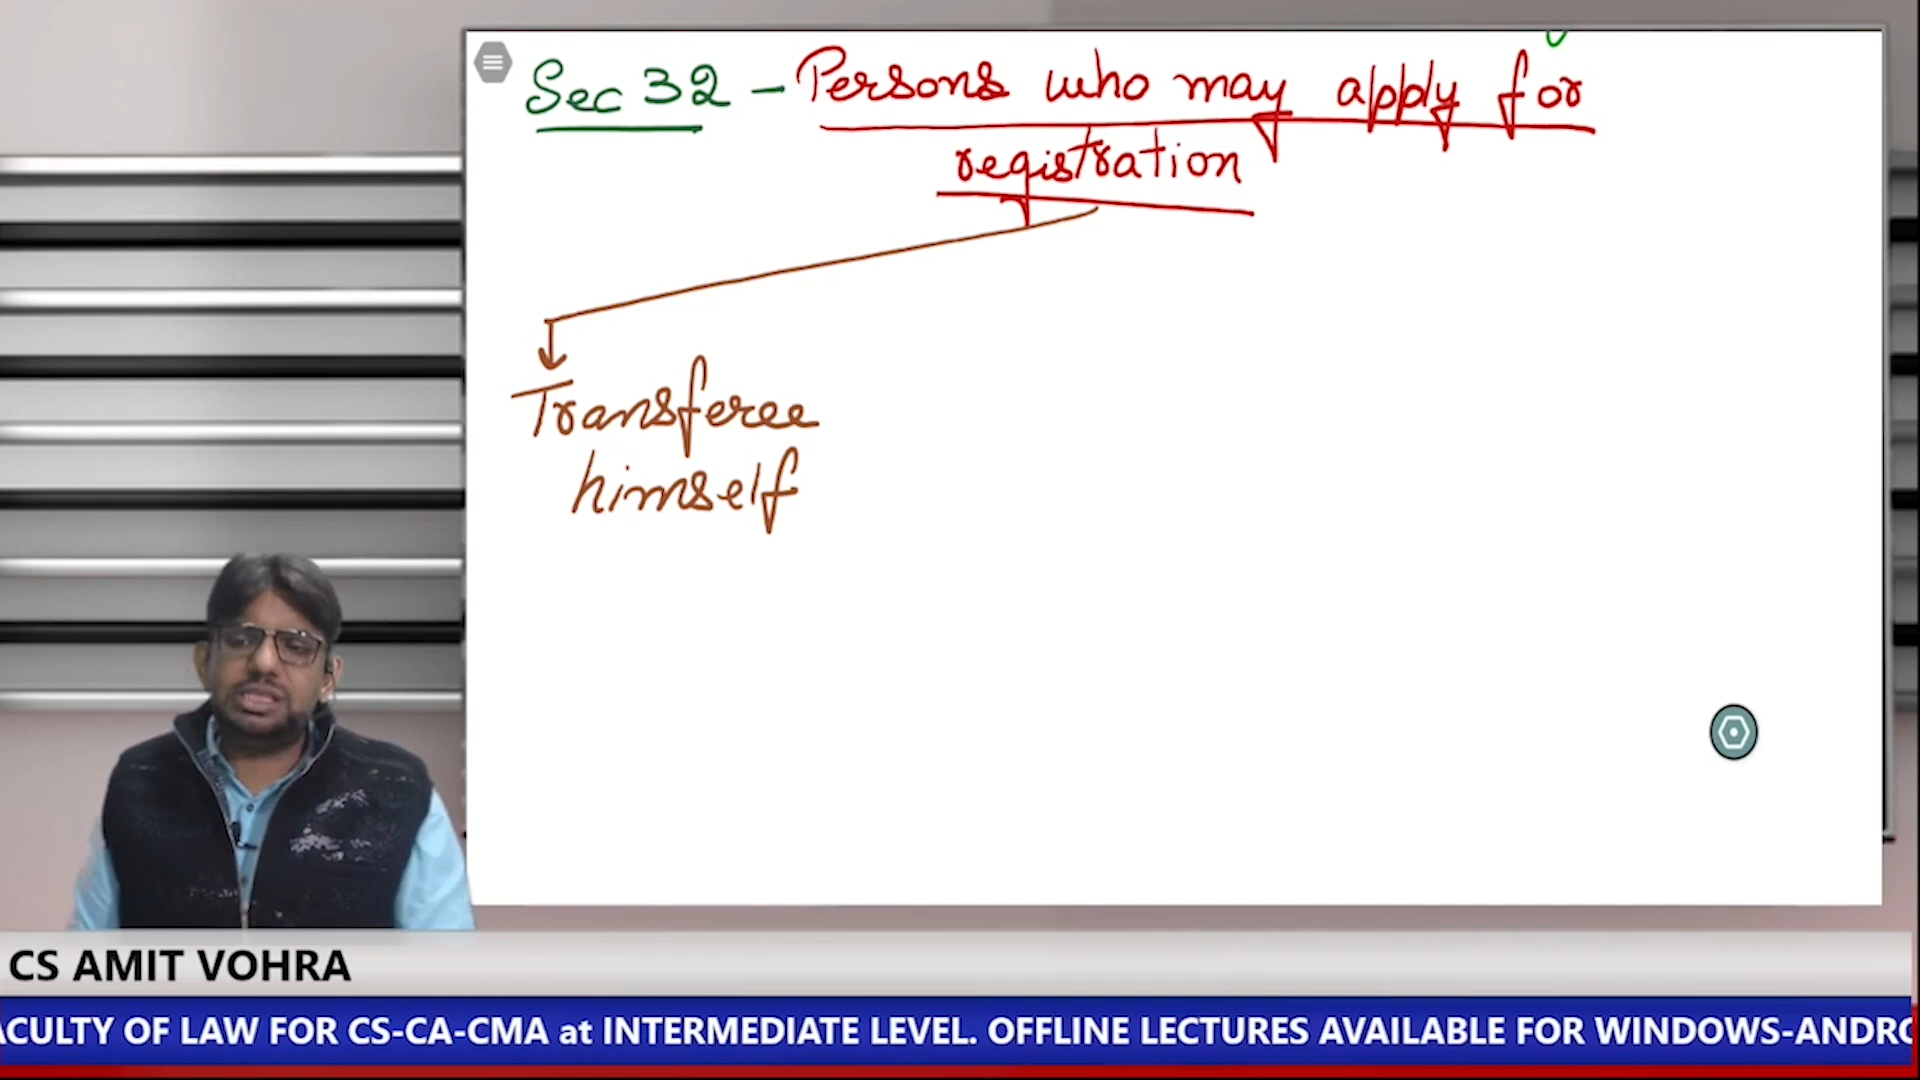 Sec 32 - Persons who may apply for
registration
Transferee
himself
CS AMIT VOHRA
ACULTY OF LAW FOR CS-CA-CMA at INTERMEDIATE LEVEL. OFFLINE LECTURES AVAILABLE FOR WINDOWS-ANDRO